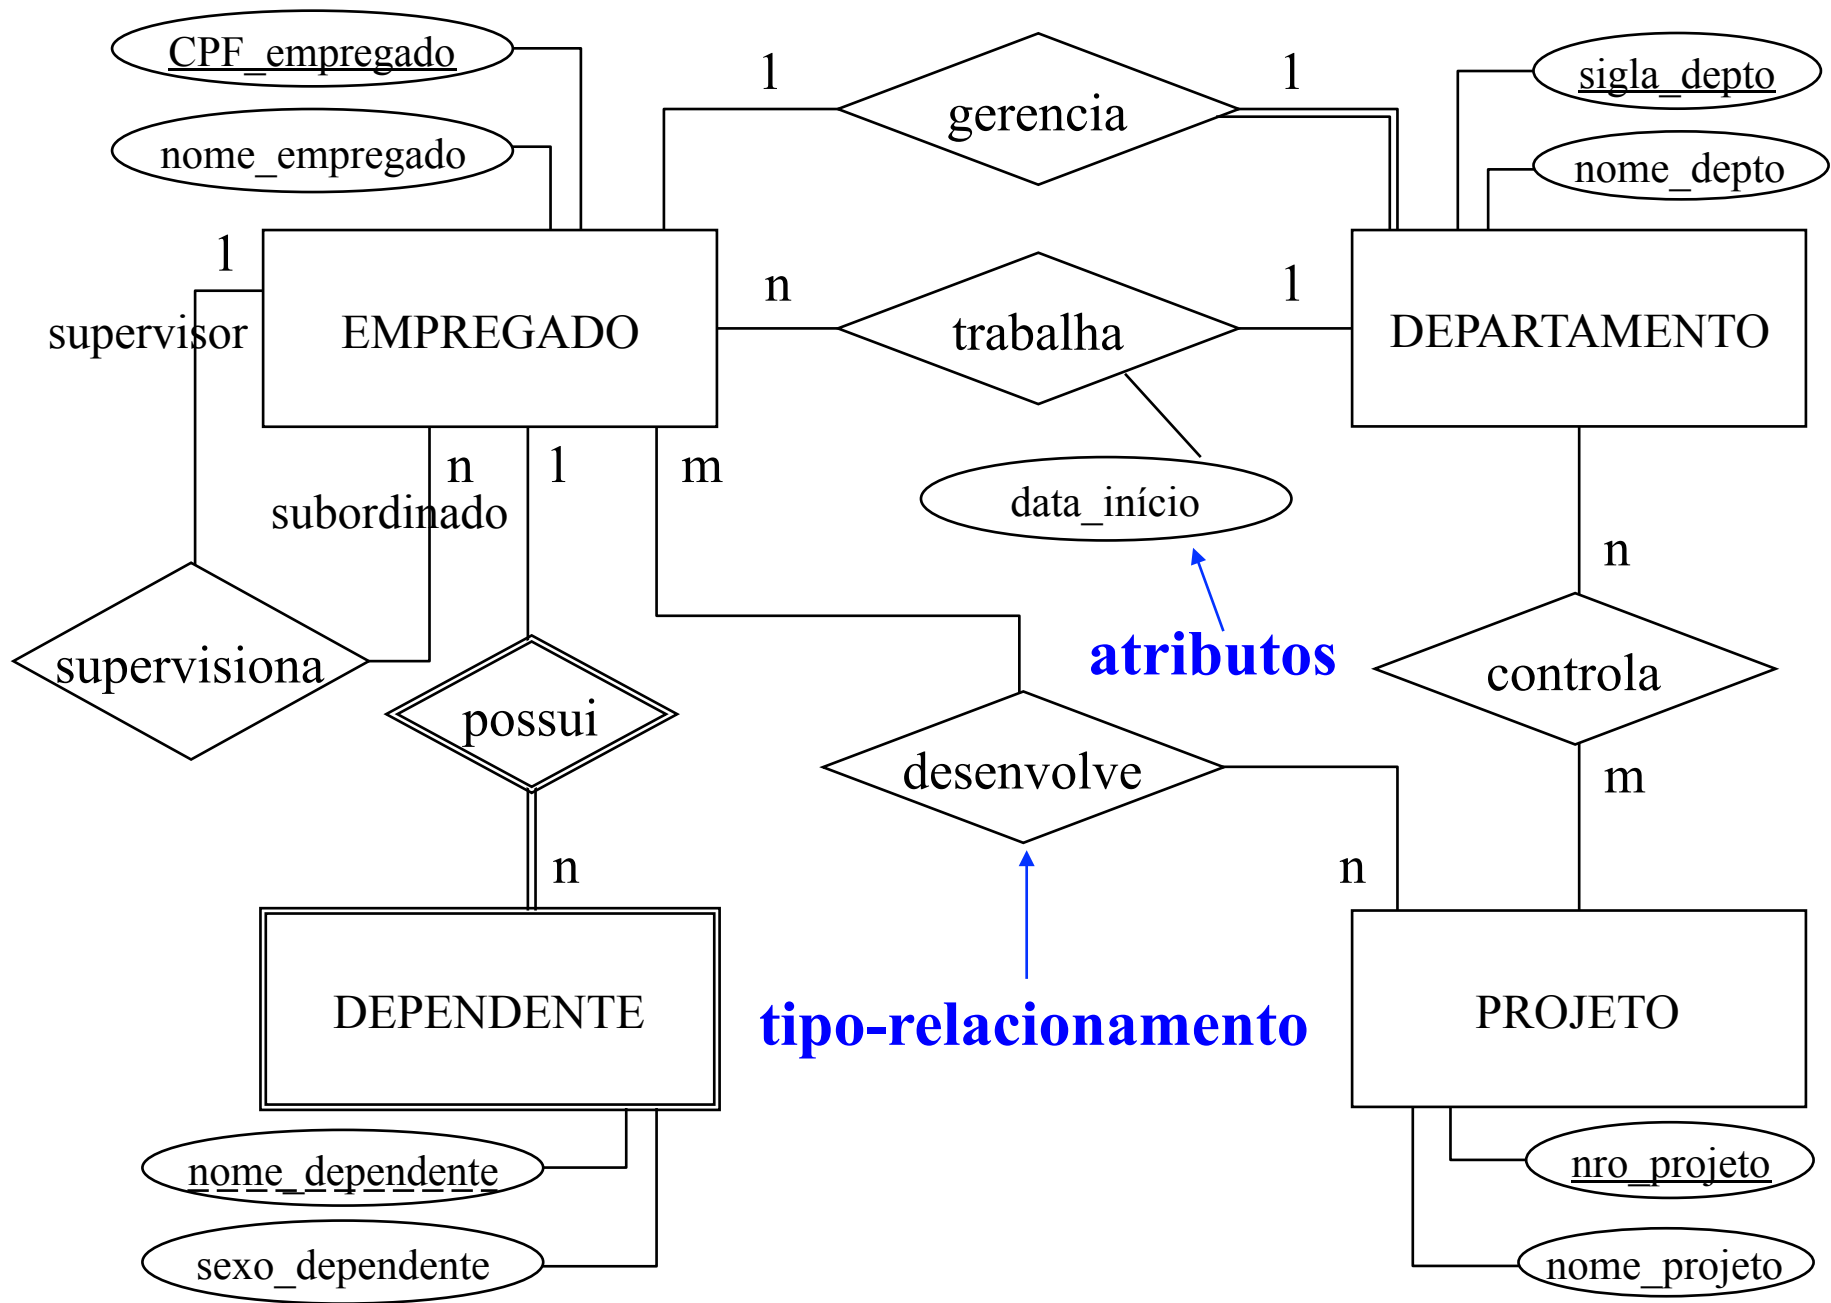 CPF_empregado
1
gerencia
1
sigla_depto
nome_empregado
nome_depto
1
supervisor
EMPREGADO
n
trabalha
1
DEPARTAMENTO
n
1
m
subordinado
data_início
n
atributos
supervisiona
possui
controla
desenvolve
m
n
n
DEPENDENTE
tipo-relacionamento
PROJETO
nome_dependente
nro_projeto
sexo_dependente
nome_projeto